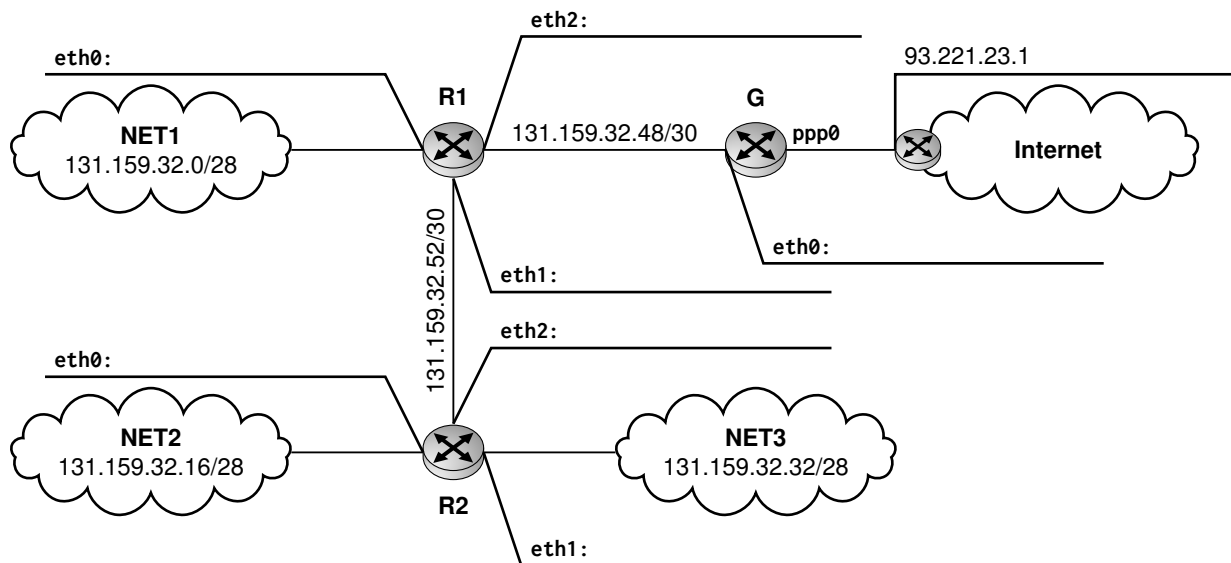 eth2:
eth0:
93.221.23.1
R1
G
NET1
131.159.32.0/28
131.159.32.48/30
ppp0
Internet
eth0:
131.159.32.52/30
eth1:
eth2:
eth0:
NET2
131.159.32.16/28
NET3
131.159.32.32/28
R2
eth1: